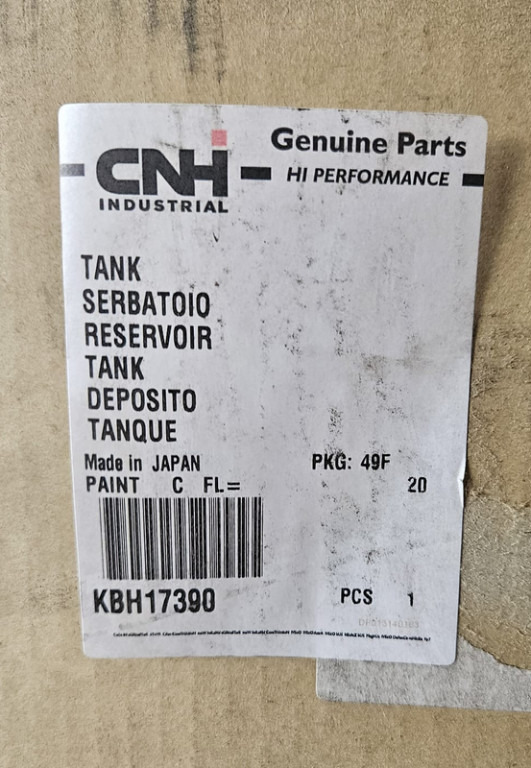 CNH
INDUSTRIAL
Genuine Parts
HI PERFORMANCE
TANK
SERBATOIO
RESERVOIR
TANK
DEPOSITO
TANQUE
Made in JAPAN PKG: 49F
PAINT C FL= 20
KBH17390 PCS 1